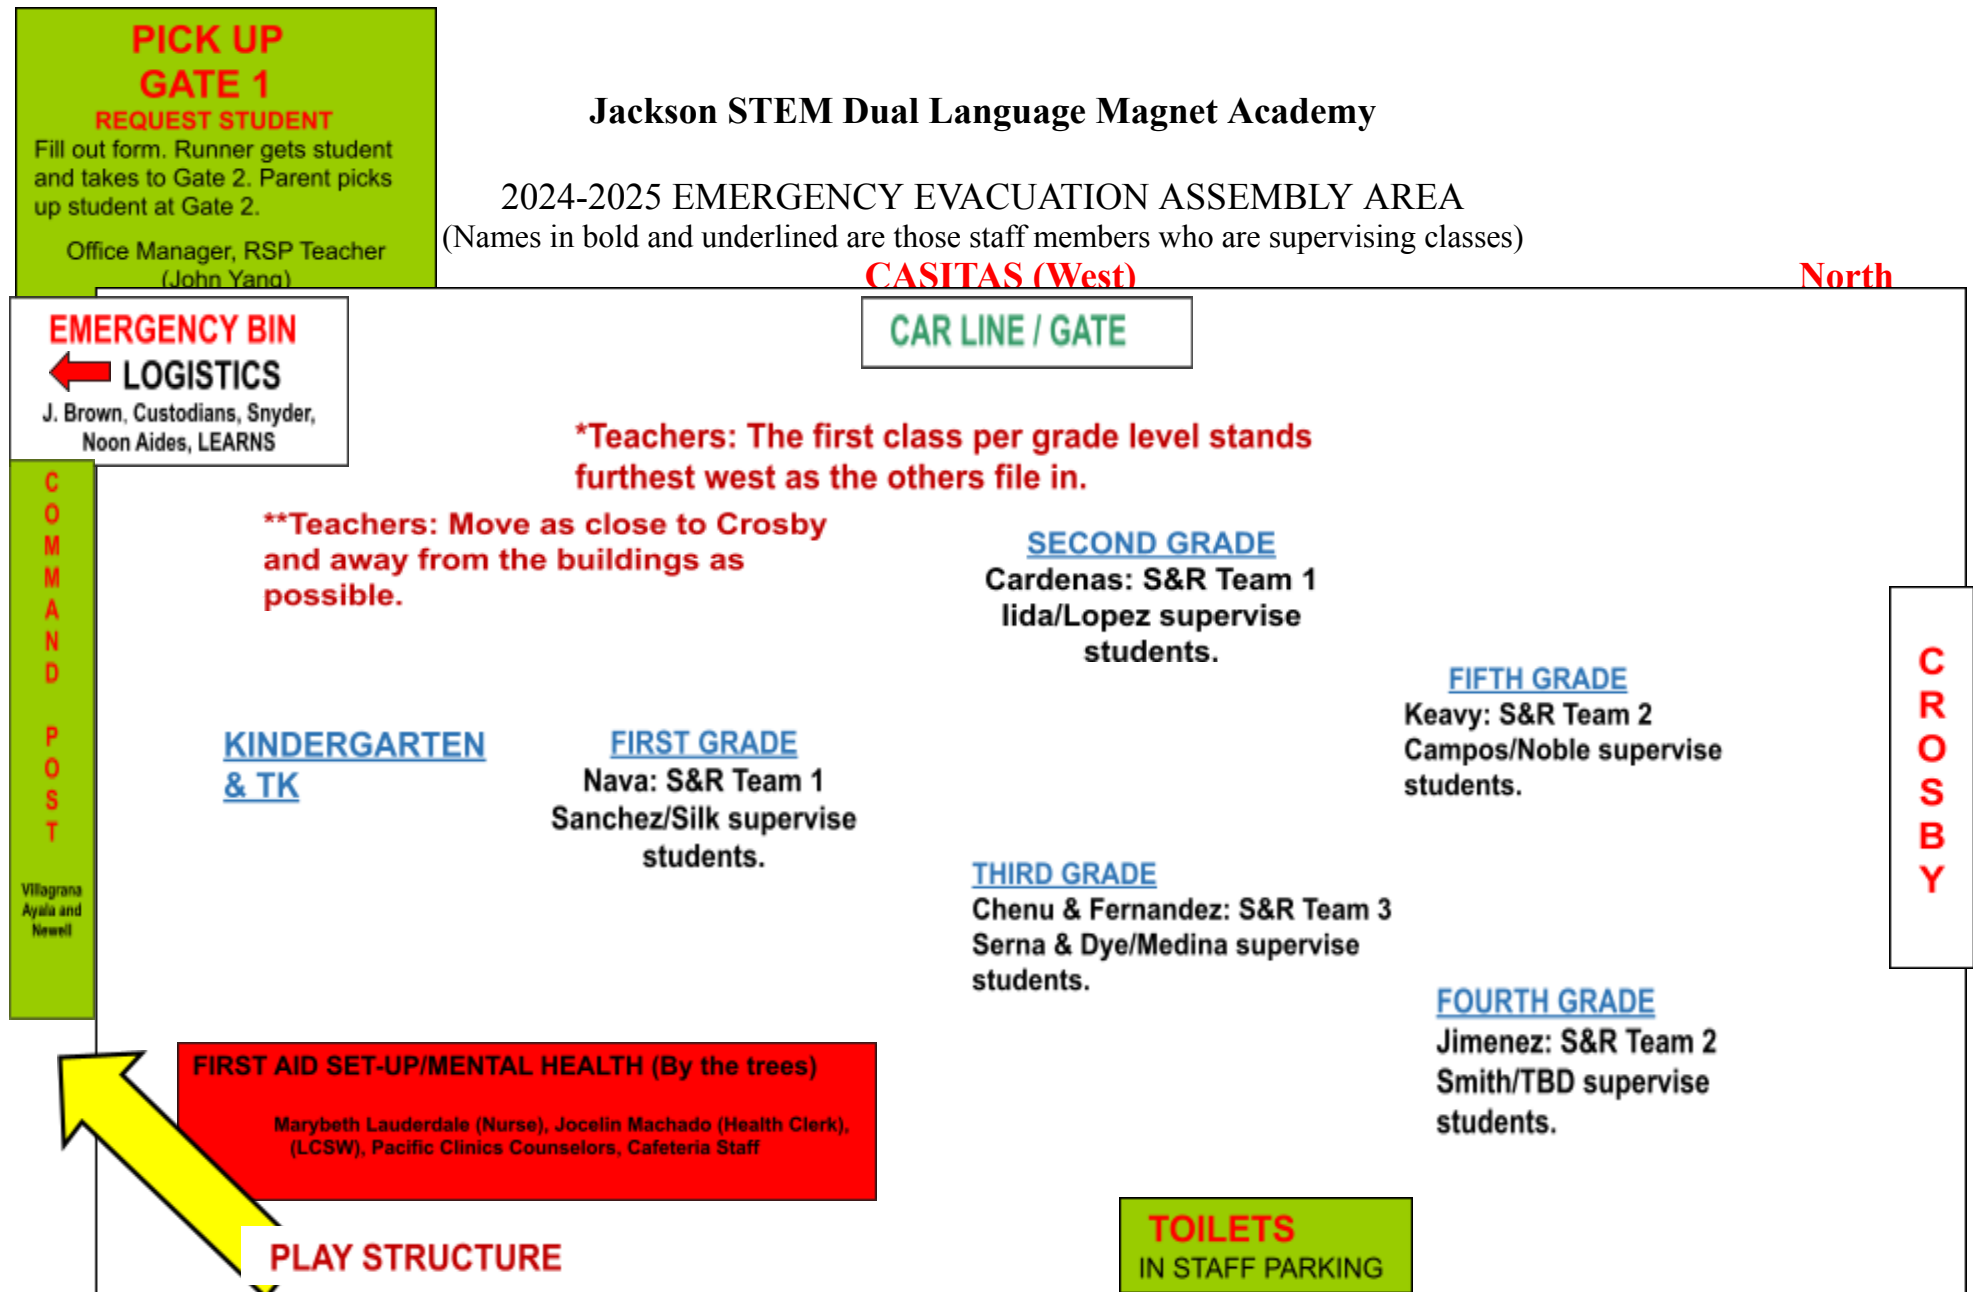 PICK UP
GATE 1
REQUEST STUDENT
Fill out form. Runner gets student
and takes to Gate 2. Parent picks
up student at Gate 2.
Office Manager, RSP Teacher
(John Yang)
Jackson STEM Dual Language Magnet Academy
2024-2025 EMERGENCY EVACUATION ASSEMBLY AREA
(Names in bold and underlined are those staff members who are supervising classes)
CASITAS (West)
North
EMERGENCY BIN
LOGISTICS
J. Brown, Custodians, Snyder,
Noon Aides, LEARNS
CAR LINE / GATE
*Teachers: The first class per grade level stands
furthest west as the others file in.
**Teachers: Move as close to Crosby
and away from the buildings as
possible.
COMMAND POST
Villagrana
Ayala and
Newell
SECOND GRADE
Cardenas: S&R Team 1
Iida/Lopez supervise
students.
FIFTH GRADE
Keavy: S&R Team 2
Campos/Noble supervise
students.
CROSBY
KINDERGARTEN
& TK
FIRST GRADE
Nava: S&R Team 1
Sanchez/Silk supervise
students.
THIRD GRADE
Chenu & Fernandez: S&R Team 3
Serna & Dye/Medina supervise
students.
FOURTH GRADE
Jimenez: S&R Team 2
Smith/TBD supervise
students.
FIRST AID SET-UP/MENTAL HEALTH (By the trees)
Marybeth Lauderdale (Nurse), Jocelin Machado (Health Clerk),
(LCSW), Pacific Clinics Counselors, Cafeteria Staff
PLAY STRUCTURE
TOILETS
IN STAFF PARKING